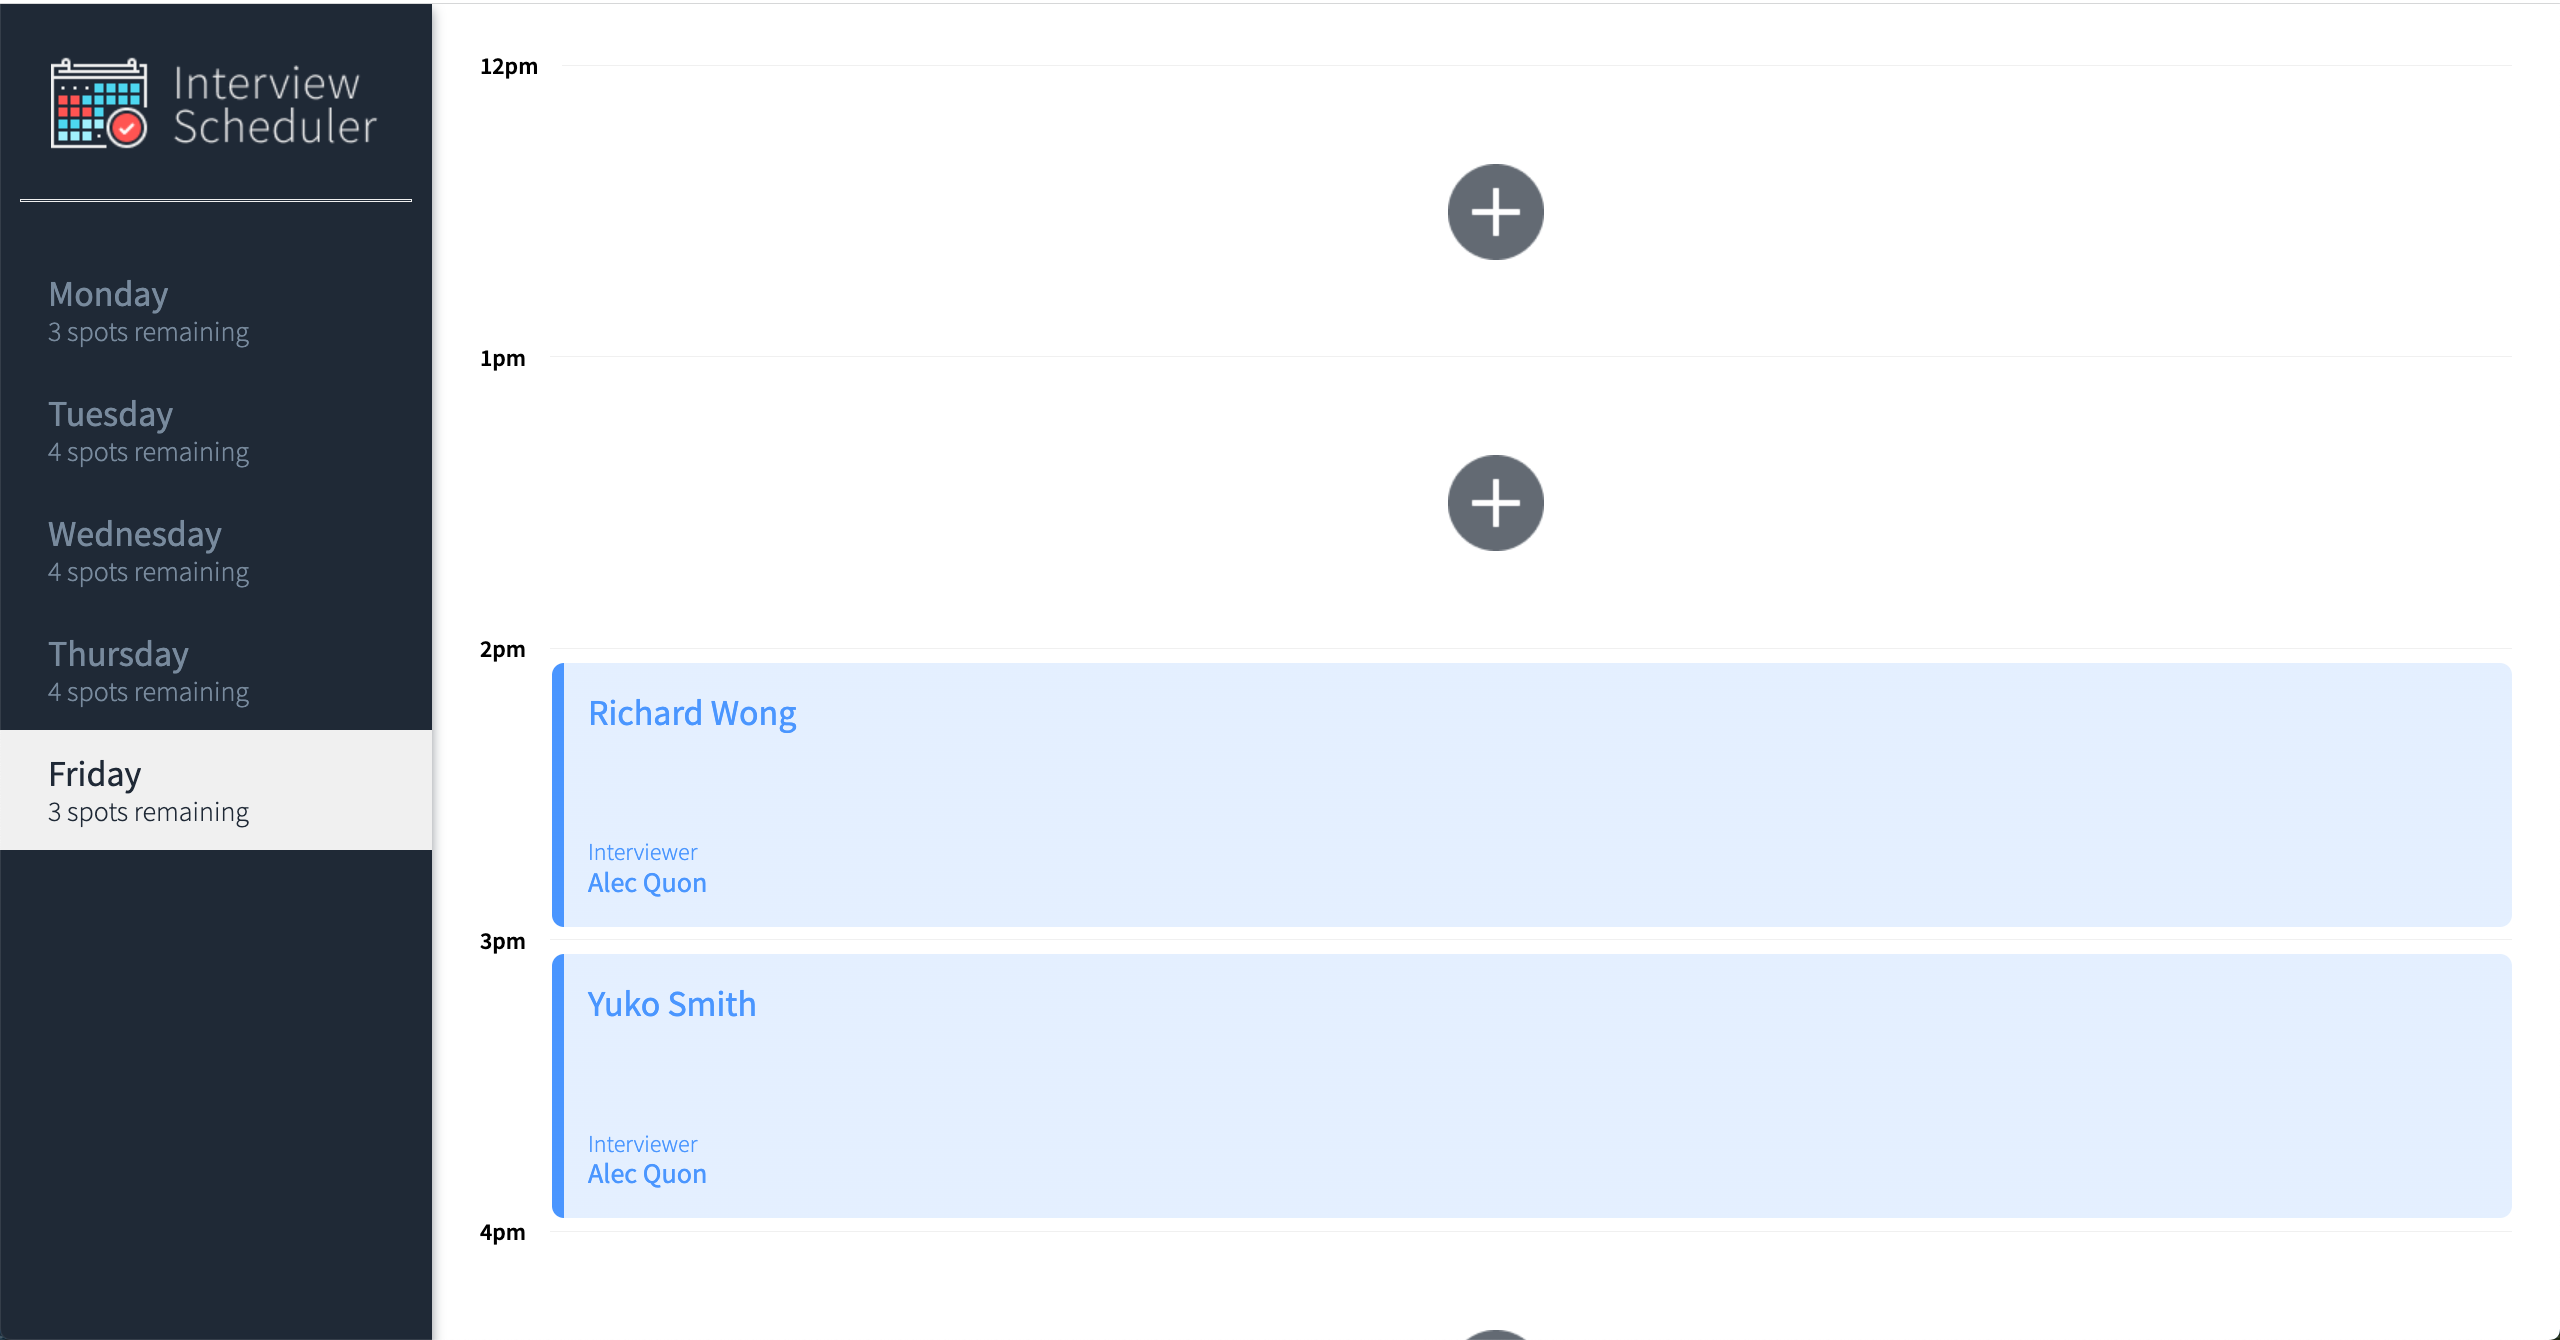 Interview
Scheduler
Monday
3 spots remaining
Tuesday
4 spots remaining
Wednesday
4 spots remaining
Thursday
4 spots remaining
Friday
3 spots remaining
12pm
1pm
2pm
Richard Wong
Interviewer
Alec Quon
3pm
Yuko Smith
Interviewer
Alec Quon
4pm